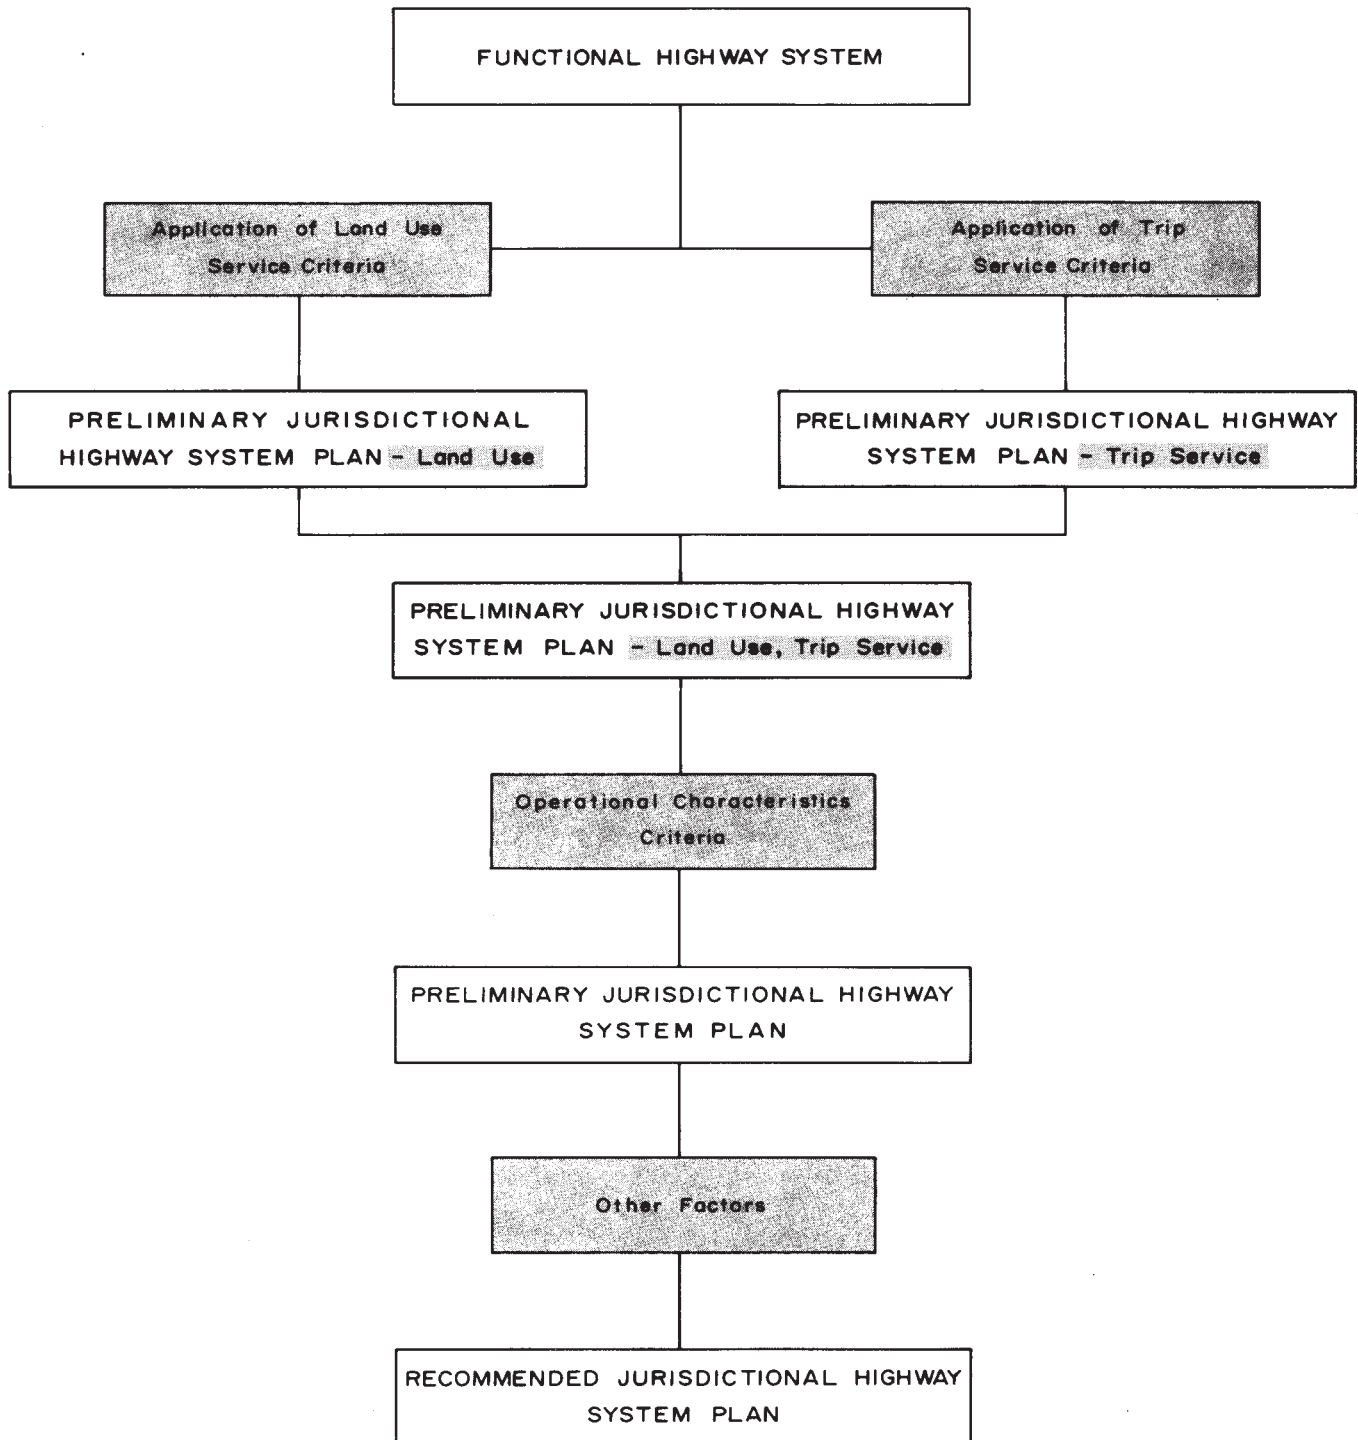 FUNCTIONAL HIGHWAY SYSTEM
Application of Land Use
Service Criteria
Application of Trip
Service Criteria
PRELIMINARY JURISDICTIONAL
HIGHWAY SYSTEM PLAN - Land Use
PRELIMINARY JURISDICTIONAL HIGHWAY
SYSTEM PLAN - Trip Service
PRELIMINARY JURISDICTIONAL HIGHWAY
SYSTEM PLAN - Land Use, Trip Service
Operational Characteristics
Criteria
PRELIMINARY JURISDICTIONAL HIGHWAY
SYSTEM PLAN
Other Factors
RECOMMENDED JURISDICTIONAL HIGHWAY
SYSTEM PLAN